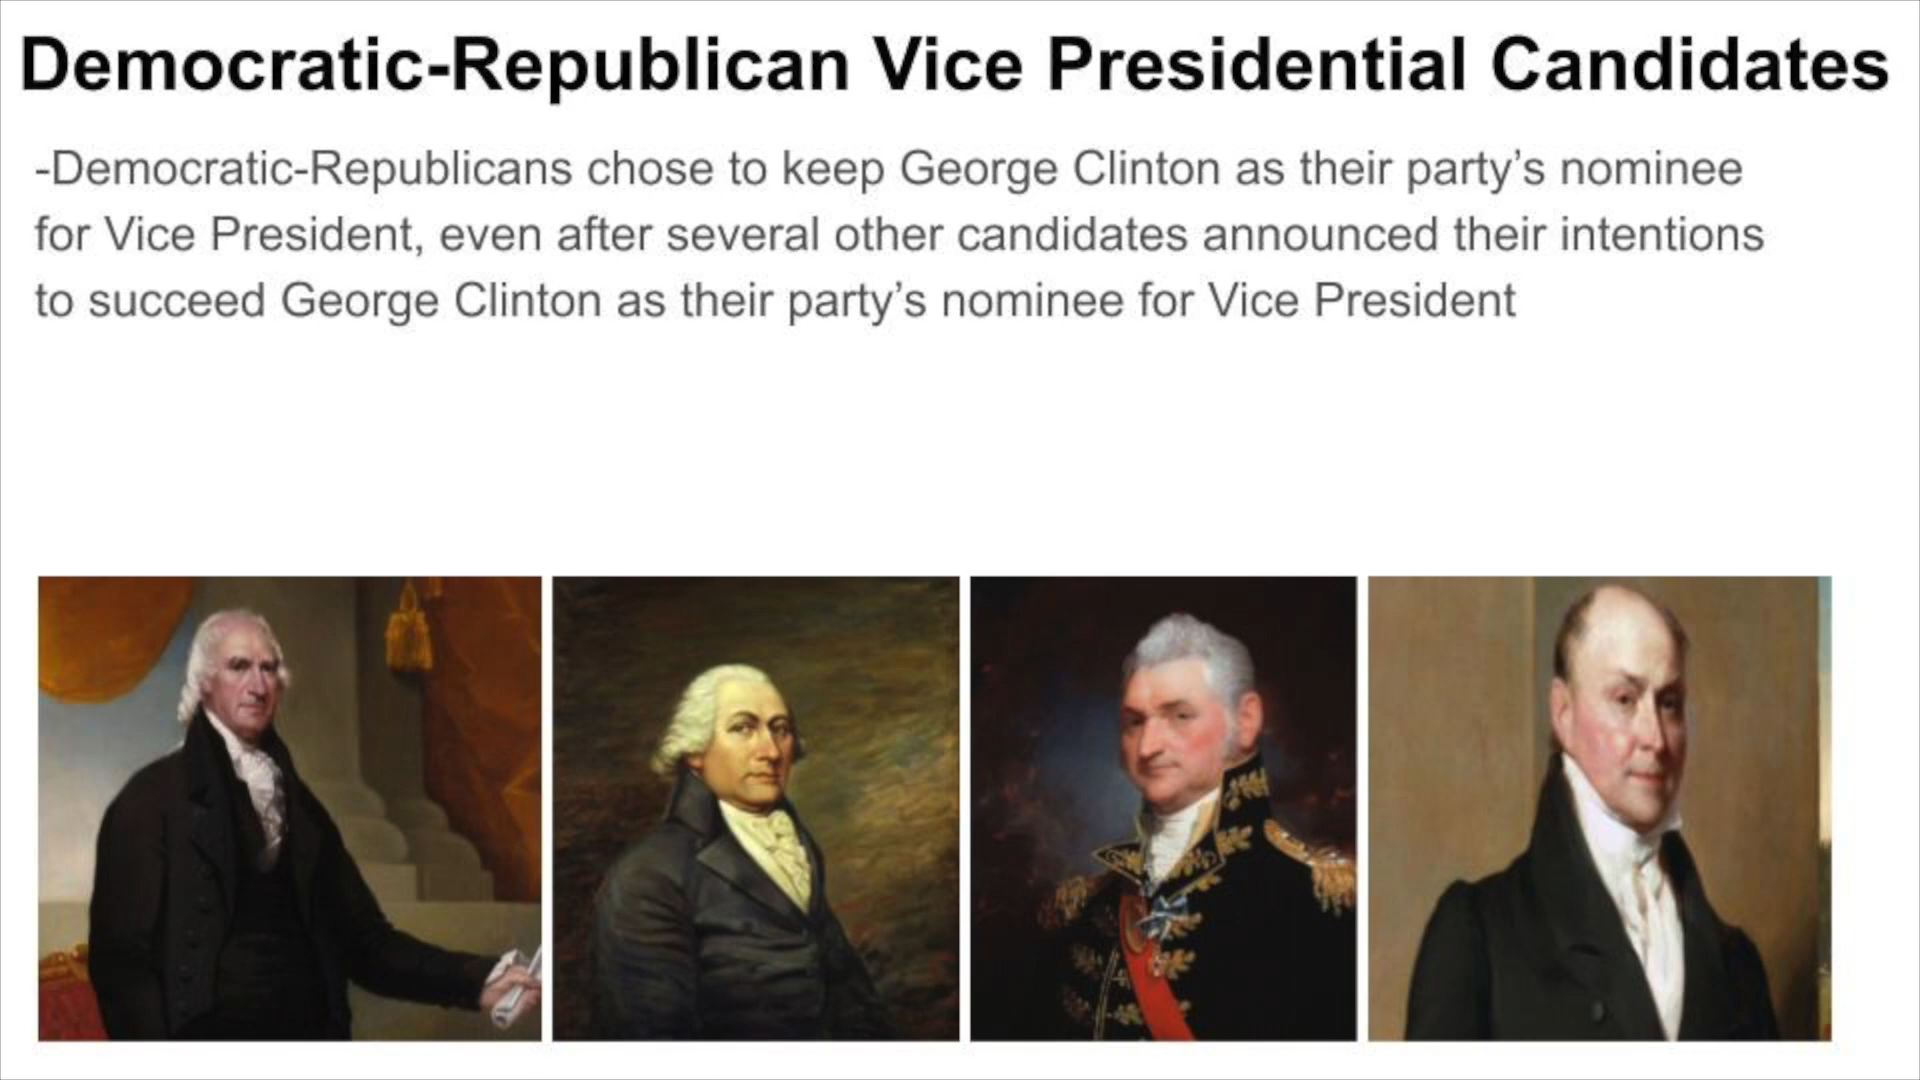 Democratic-Republican Vice Presidential Candidates
-Democratic-Republicans chose to keep George Clinton as their party’s nominee
for Vice President, even after several other candidates announced their intentions
to succeed George Clinton as their party’s nominee for Vice President